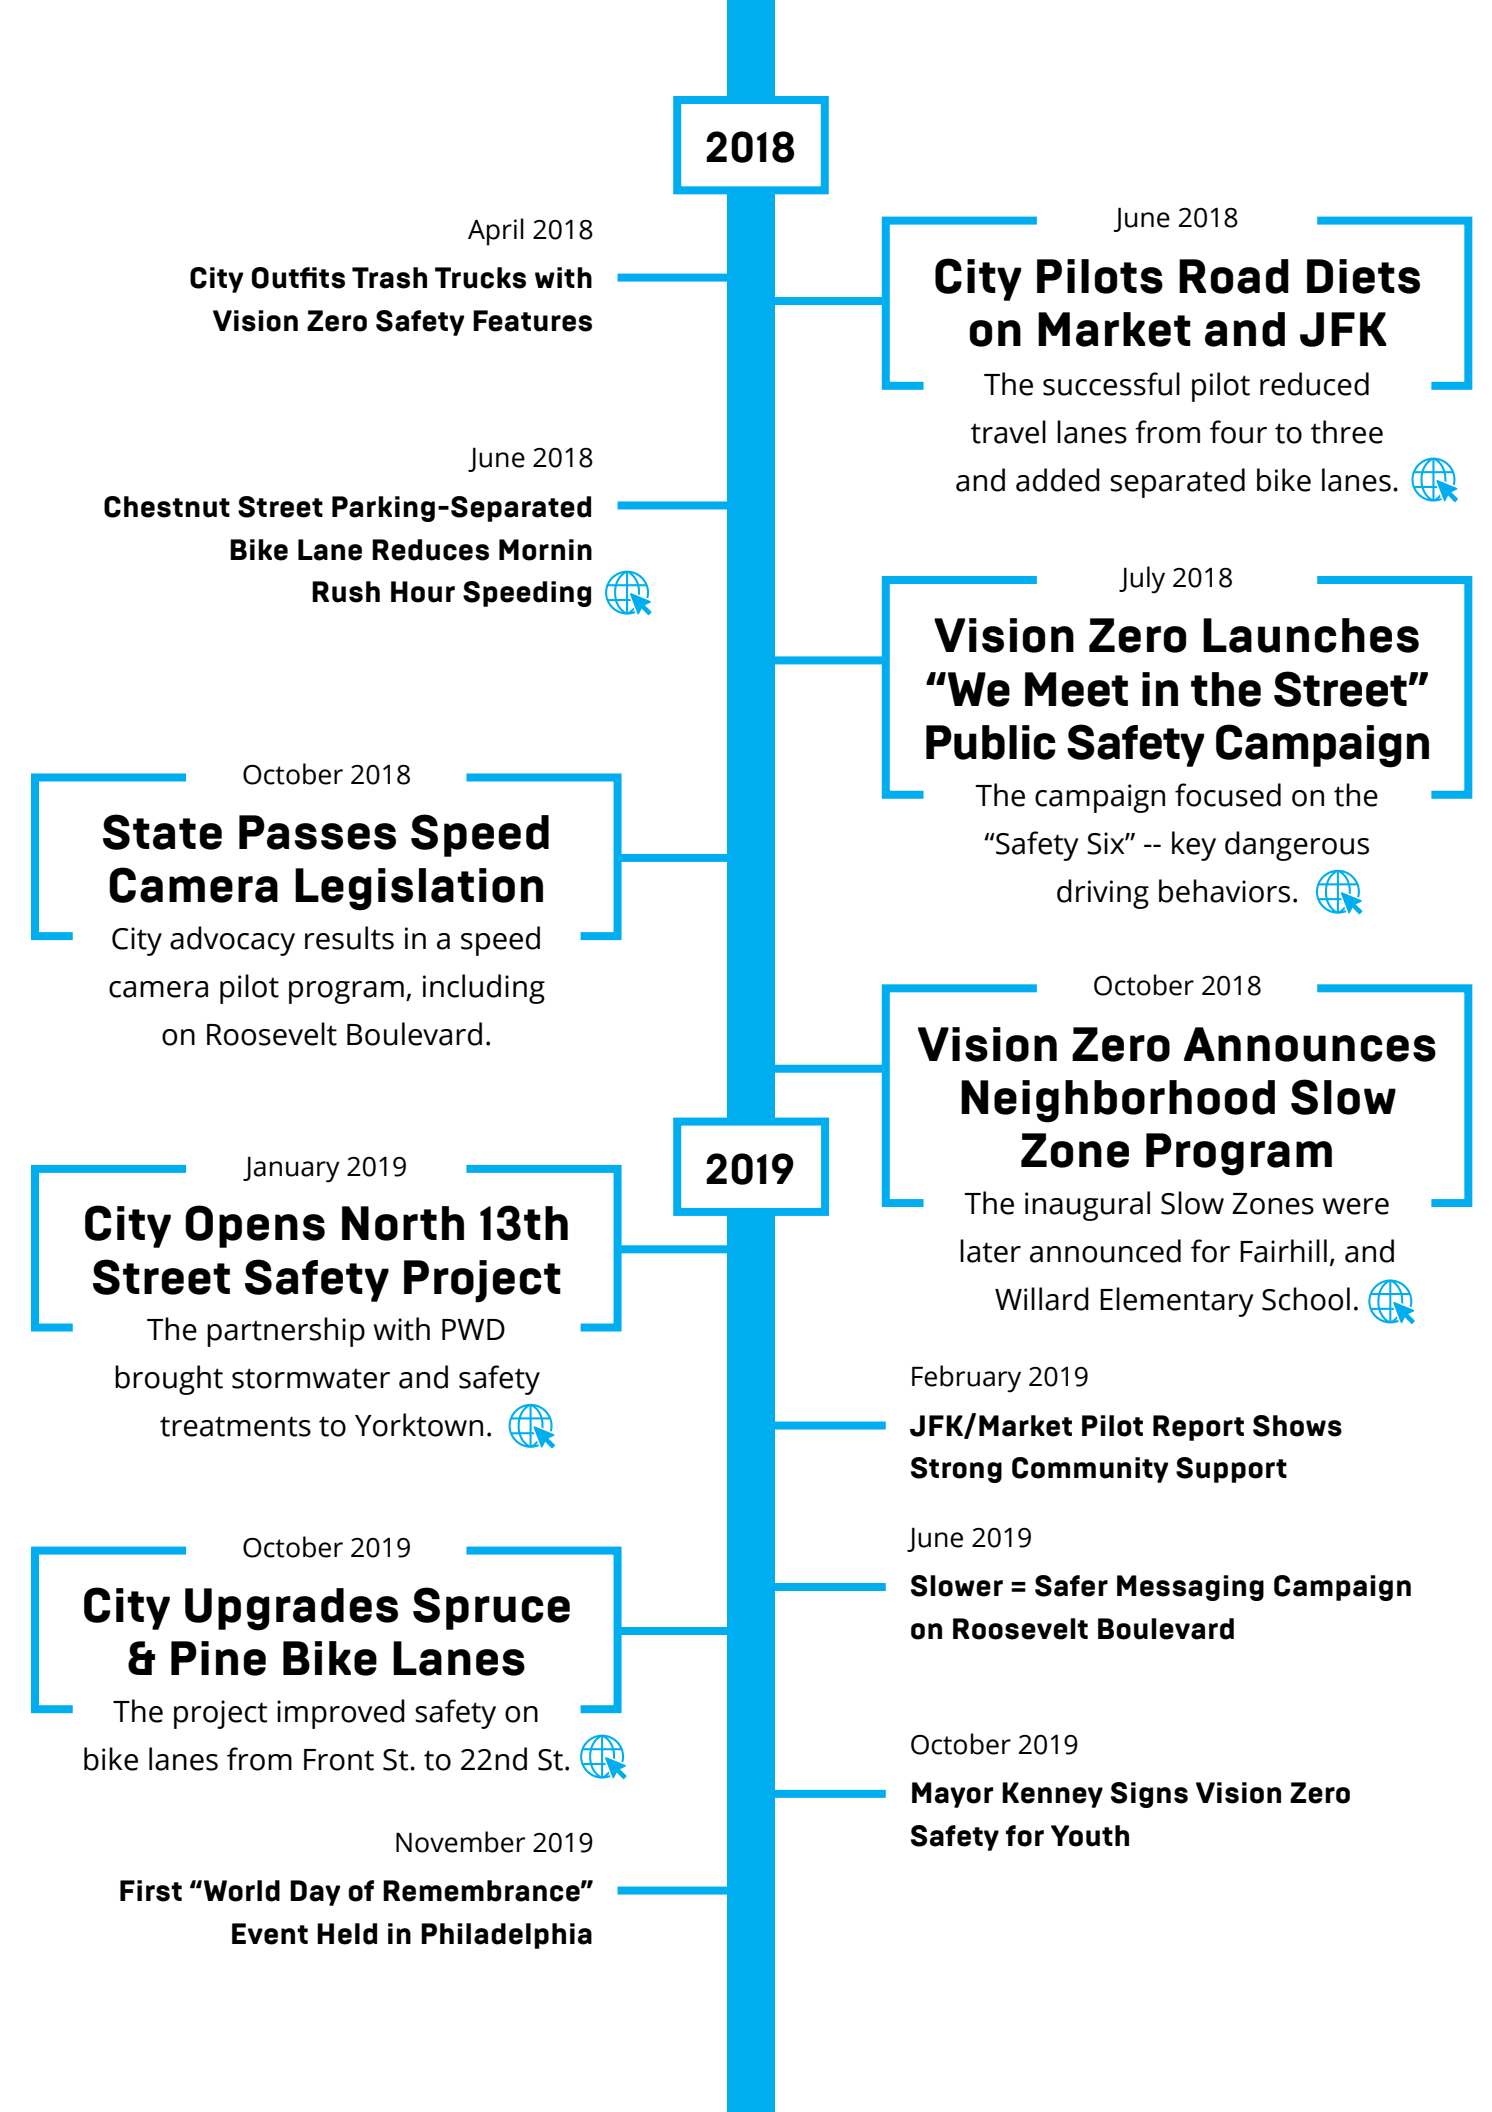 2018
April 2018
City Outfits Trash Trucks with
Vision Zero Safety Features
June 2018
City Pilots Road Diets
on Market and JFK
The successful pilot reduced
travel lanes from four to three
and added separated bike lanes.
June 2018
Chestnut Street Parking-Separated
Bike Lane Reduces Mornin
Rush Hour Speeding
July 2018
Vision Zero Launches
“We Meet in the Street”
Public Safety Campaign
The campaign focused on the
“Safety Six” -- key dangerous
driving behaviors.
October 2018
State Passes Speed
Camera Legislation
City advocacy results in a speed
camera pilot program, including
on Roosevelt Boulevard.
October 2018
Vision Zero Announces
Neighborhood Slow
Zone Program
The inaugural Slow Zones were
later announced for Fairhill, and
Willard Elementary School.
2019
January 2019
City Opens North 13th
Street Safety Project
The partnership with PWD
brought stormwater and safety
treatments to Yorktown.
February 2019
JFK/Market Pilot Report Shows
Strong Community Support
June 2019
Slower = Safer Messaging Campaign
on Roosevelt Boulevard
October 2019
City Upgrades Spruce
& Pine Bike Lanes
The project improved safety on
bike lanes from Front St. to 22nd St.
October 2019
Mayor Kenney Signs Vision Zero
Safety for Youth
November 2019
First “World Day of Remembrance”
Event Held in Philadelphia